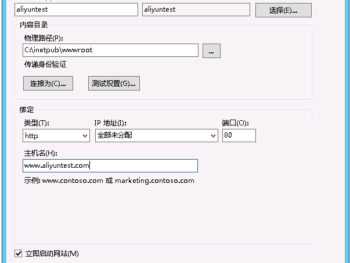 aliyuntest aliyuntest 选择(E)...
内容目录
物理路径(P):
C:\inetpub\wwwroot ...
传递身份验证
连接为(C)... 测试设置(G)...
绑定
类型(T): IP 地址(I): 端口(O):
http 全部未分配 80
主机名(H):
www.aliyuntest.com
示例: www.contoso.com 或 marketing.contoso.com
立即启动网站(M)